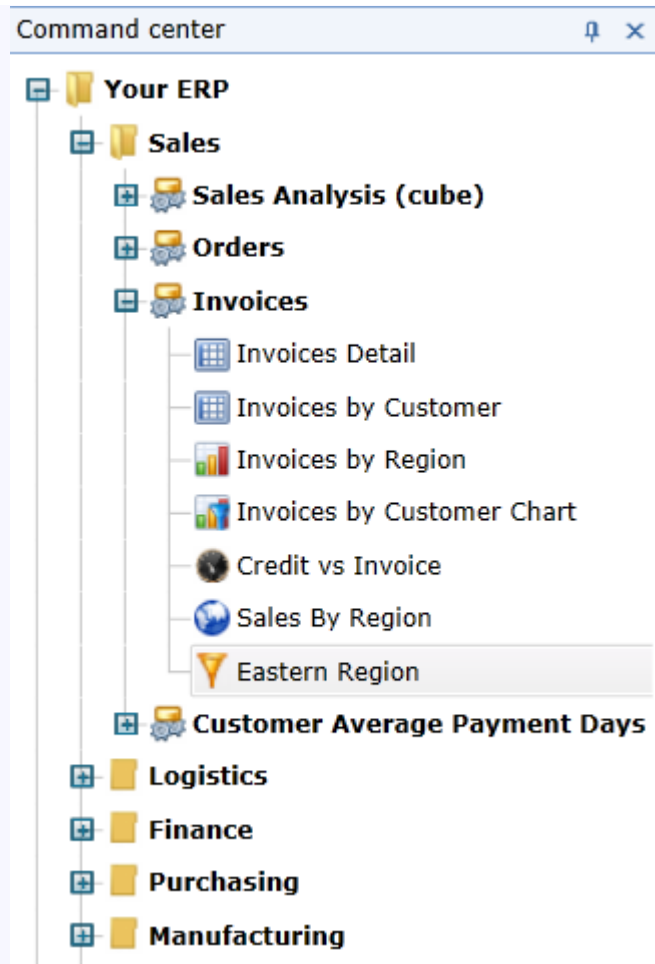 Command center
Your ERP
Sales
Sales Analysis (cube)
Orders
Invoices
Invoices Detail
Invoices by Customer
Invoices by Region
Invoices by Customer Chart
Credit vs Invoice
Sales By Region
Eastern Region
Customer Average Payment Days
Logistics
Finance
Purchasing
Manufacturing